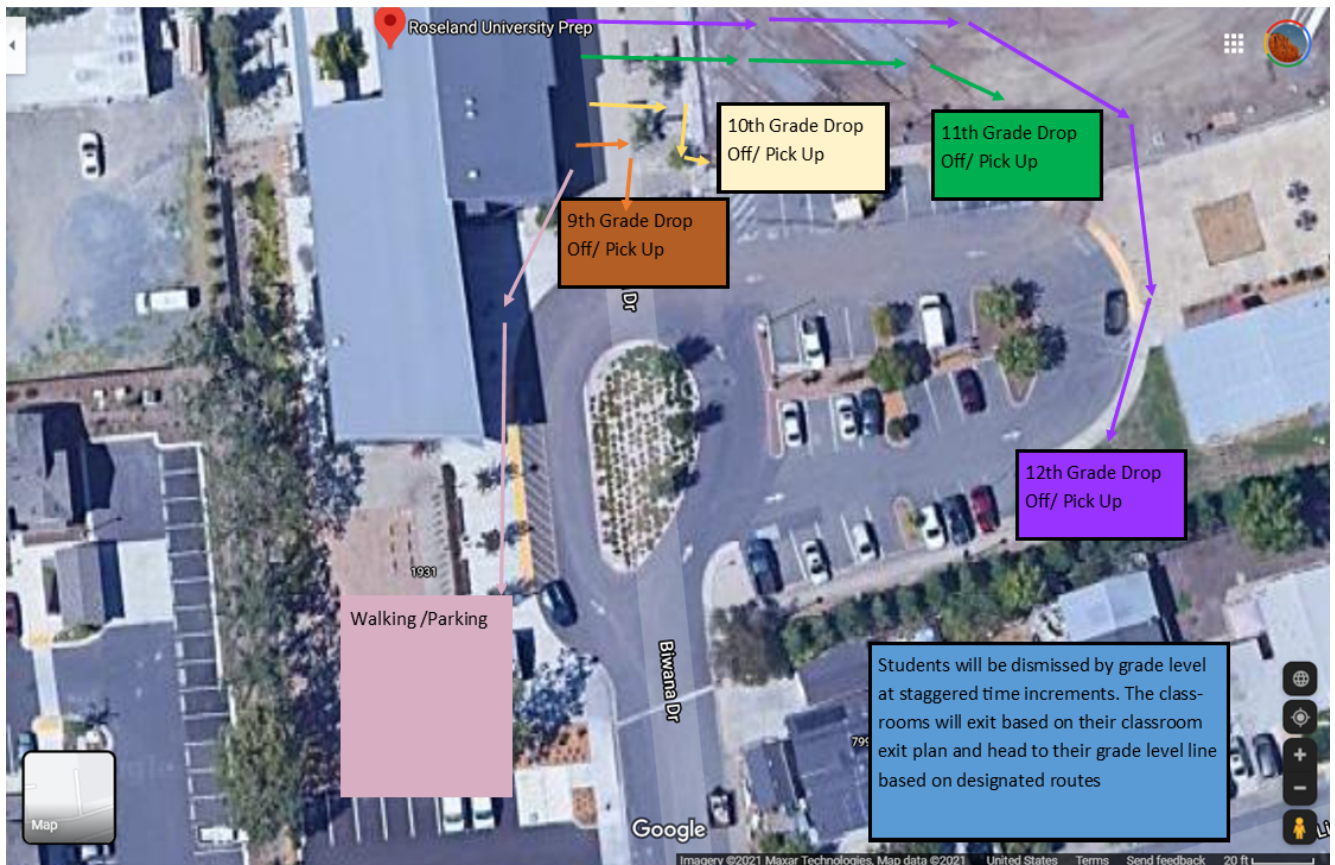 Roseland University Prep
10th Grade Drop
Off/ Pick Up
11th Grade Drop
Off/ Pick Up
9th Grade Drop
Off/ Pick Up
Dr
12th Grade Drop
Off/ Pick Up
1931
Walking /Parking
Biwana Dr
Students will be dismissed by grade level
at staggered time increments. The class-
rooms will exit based on their classroom
exit plan and head to their grade level line
based on designated routes
799
Map
Google
Li
Imagery ©2021 Maxar Technologies, Map data ©2021 United States Terms Send feedback 20 ft